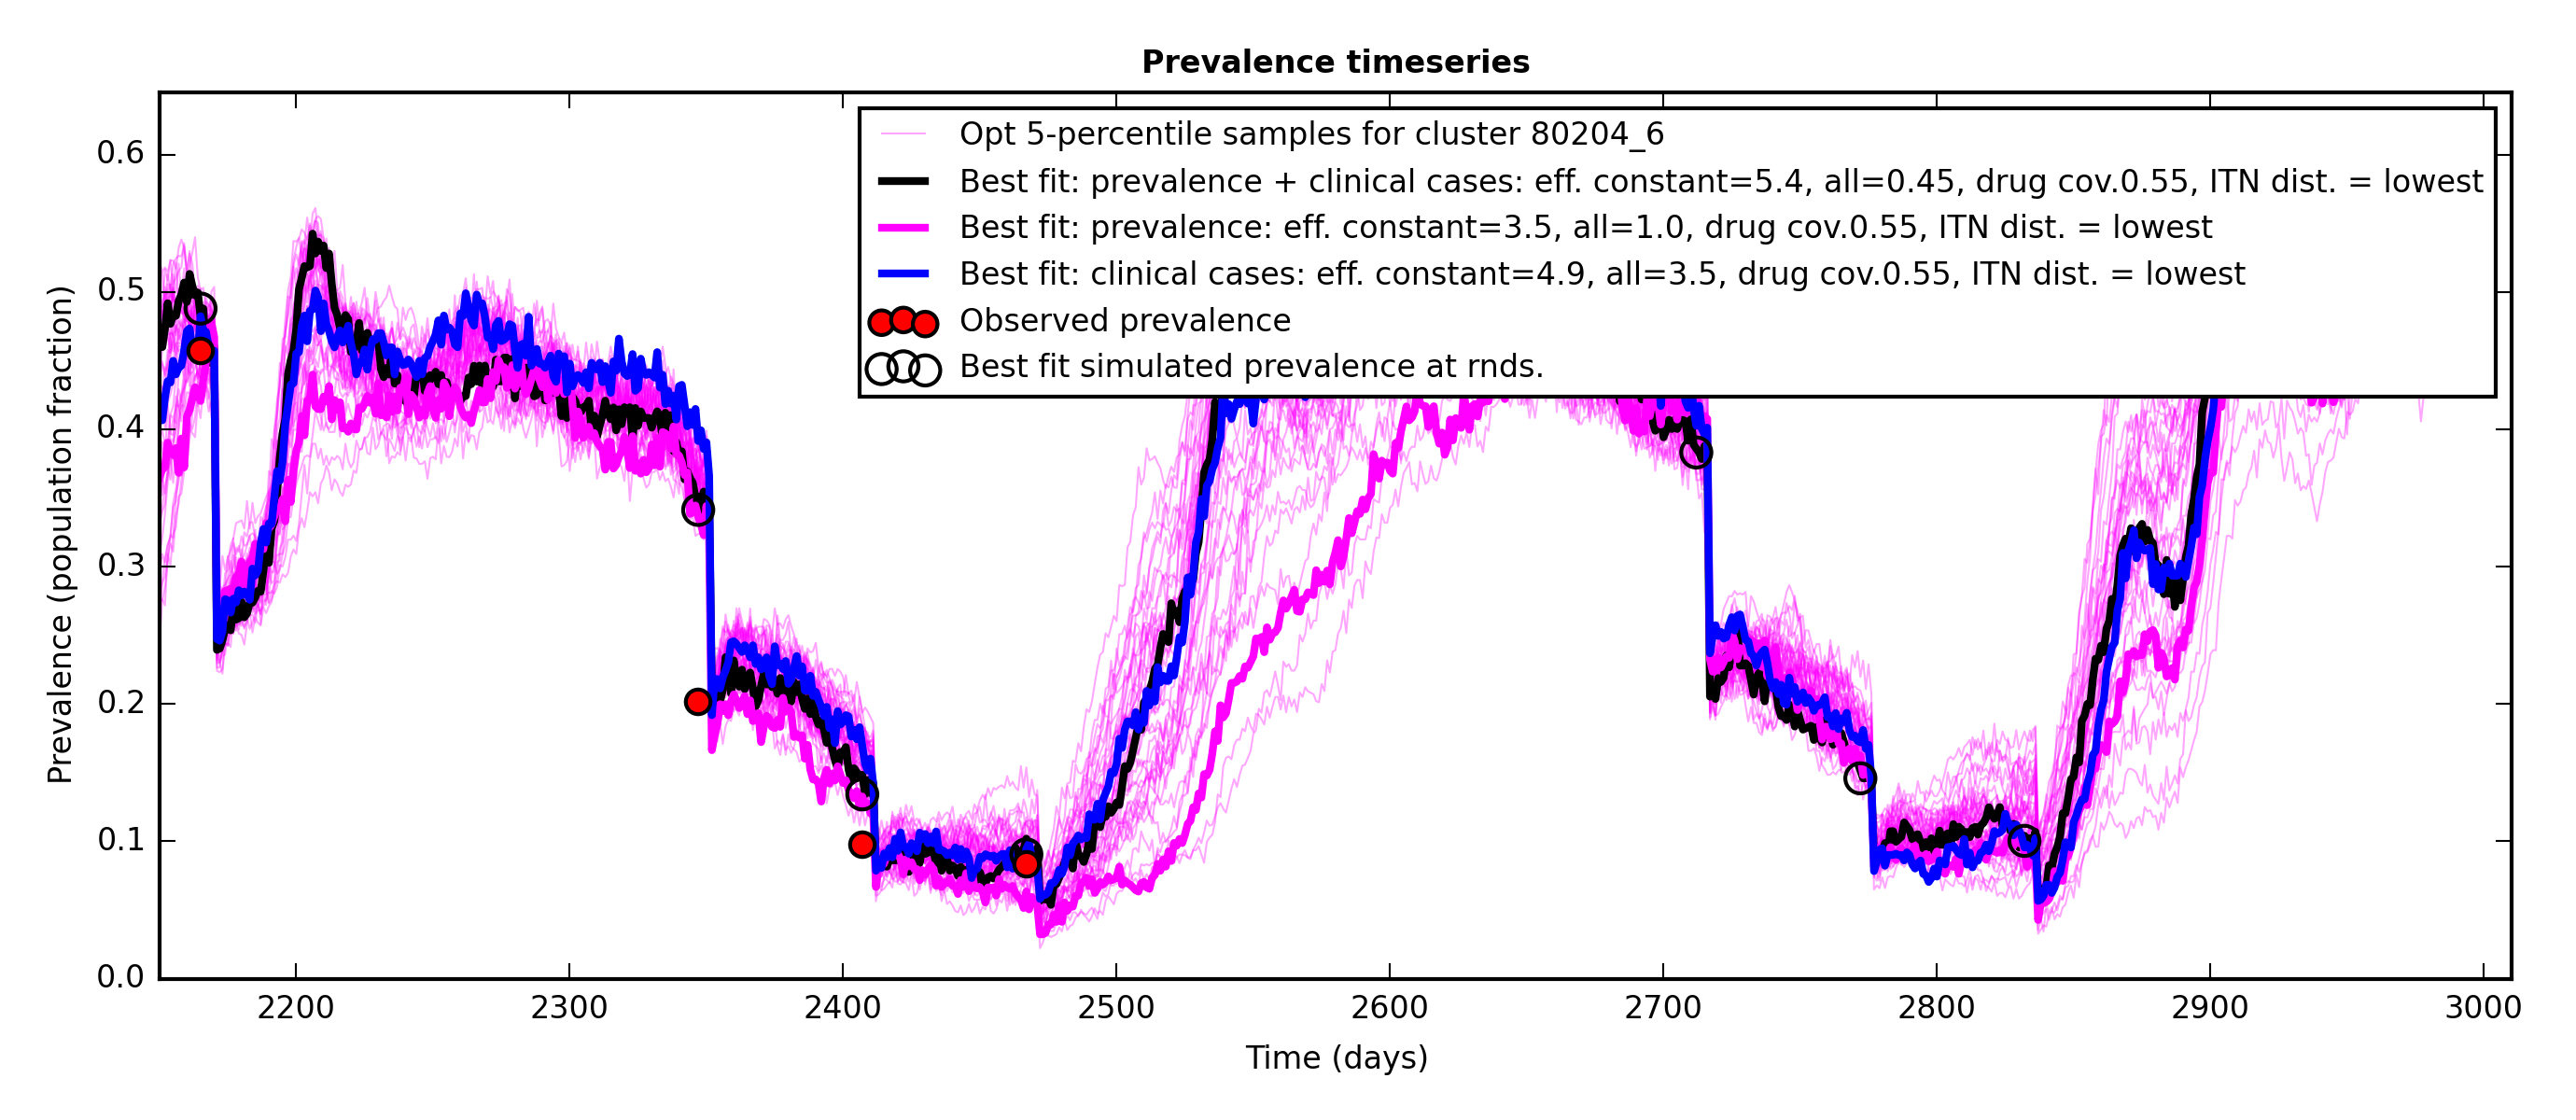 Prevalence timeseries
Opt 5-percentile samples for cluster 80204_6
Best fit: prevalence + clinical cases: eff. constant=5.4, all=0.45, drug cov.0.55, ITN dist. = lowest
Best fit: prevalence: eff. constant=3.5, all=1.0, drug cov.0.55, ITN dist. = lowest
Best fit: clinical cases: eff. constant=4.9, all=3.5, drug cov.0.55, ITN dist. = lowest
Observed prevalence
Best fit simulated prevalence at rnds.
Prevalence (population fraction)
0.6
0.5
0.4
0.3
0.2
0.1
0.0
2200 2300 2400 2500 2600 2700 2800 2900 3000
Time (days)